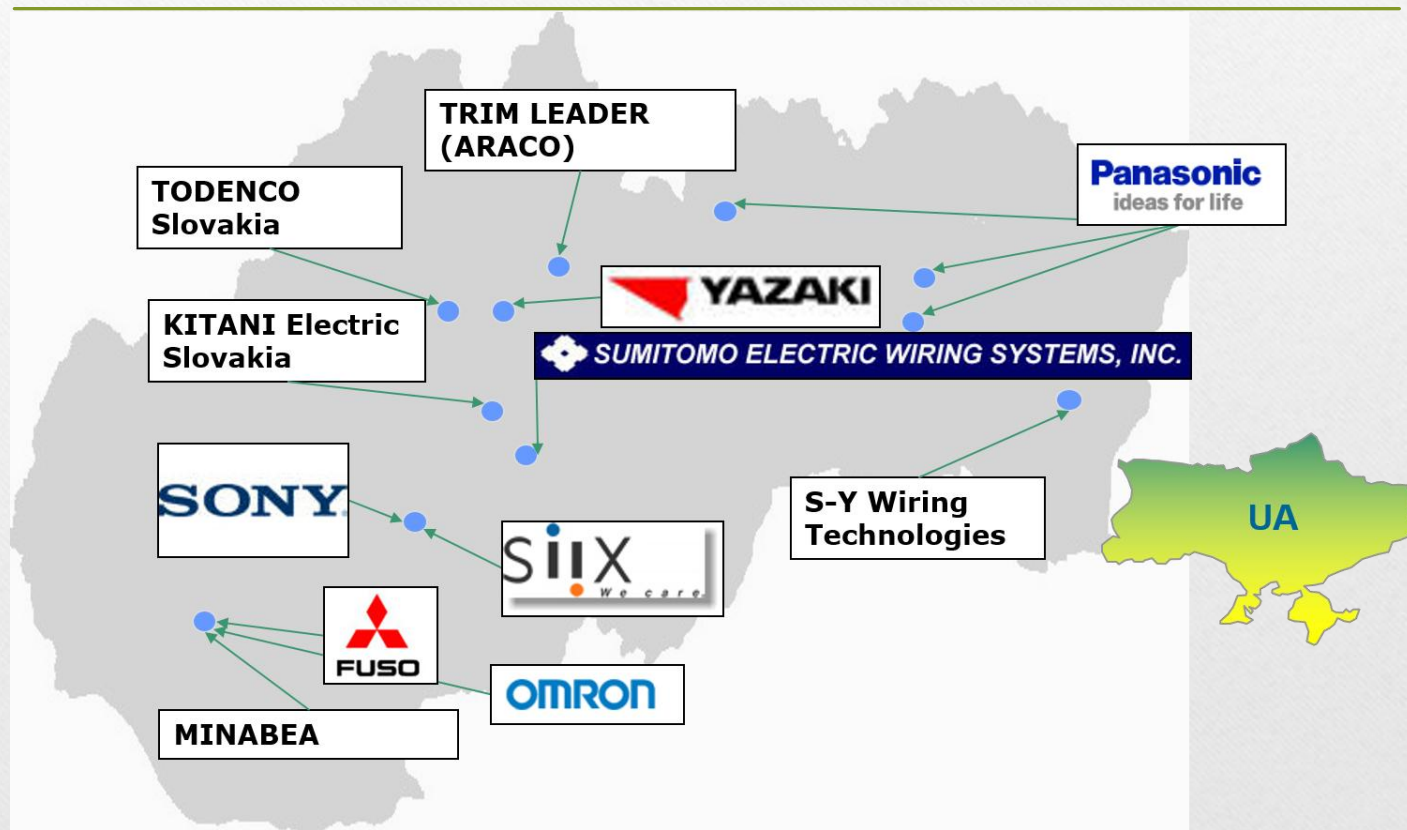 TRIM LEADER
(ARACO)
TODENCO
Slovakia
Panasonic
ideas for life
YAZAKI
KITANI Electric
Slovakia
SUMITOMO ELECTRIC WIRING SYSTEMS, INC.
SONY
S-Y Wiring
Technologies
UA
SIIX
We care
FUSO
OMRON
MINABEA